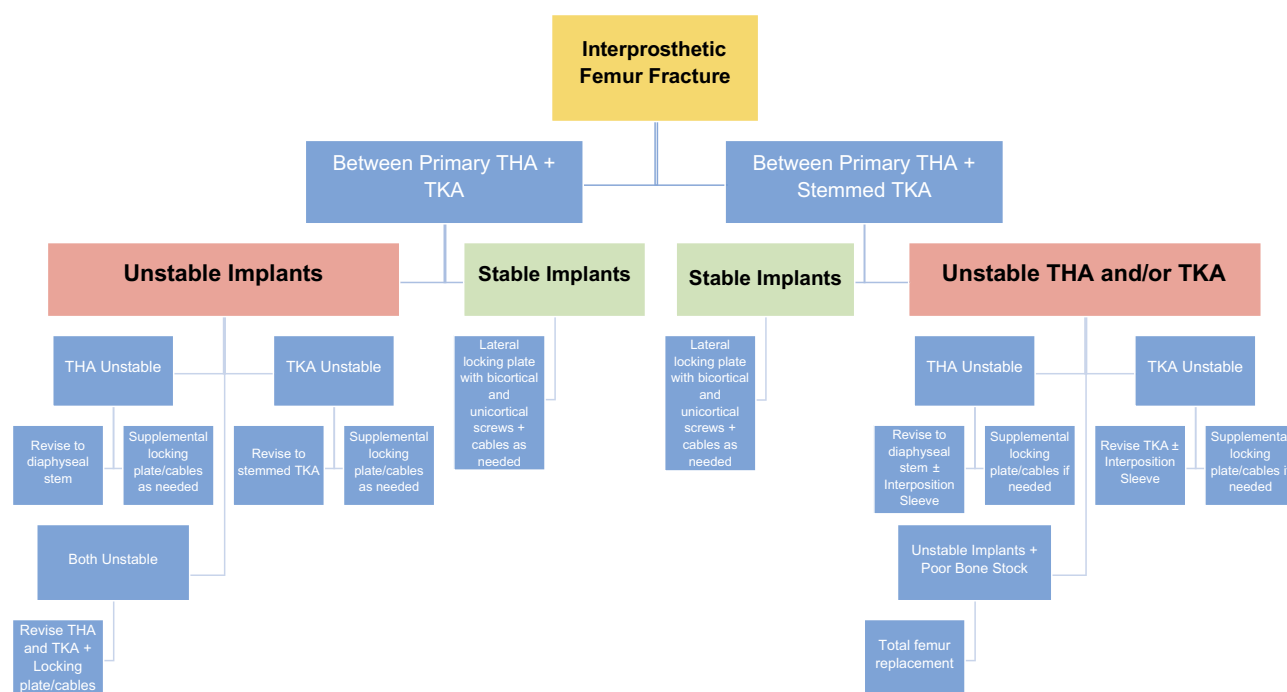 Interprosthetic
Femur Fracture
Between Primary THA +
TKA
Between Primary THA +
Stemmed TKA
Unstable Implants
Stable Implants
Stable Implants
Unstable THA and/or TKA
THA Unstable
TKA Unstable
Lateral
locking plate
with bicortical
and
unicortical
screws +
cables as
needed
Lateral
locking plate
with bicortical
and
unicortical
screws +
cables as
needed
THA Unstable
TKA Unstable
Revise to
diaphyseal
stem
Supplemental
locking
plate/cables
as needed
Revise to
stemmed TKA
Supplemental
locking
plate/cables
as needed
Revise to
diaphyseal
stem ±
Interposition
Sleeve
Supplemental
locking
plate/cables if
needed
Revise TKA ±
Interposition
Sleeve
Supplemental
locking
plate/cables i
needed
Both Unstable
Unstable Implants +
Poor Bone Stock
Revise THA
and TKA +
Locking
plate/cables
Total femur
replacement